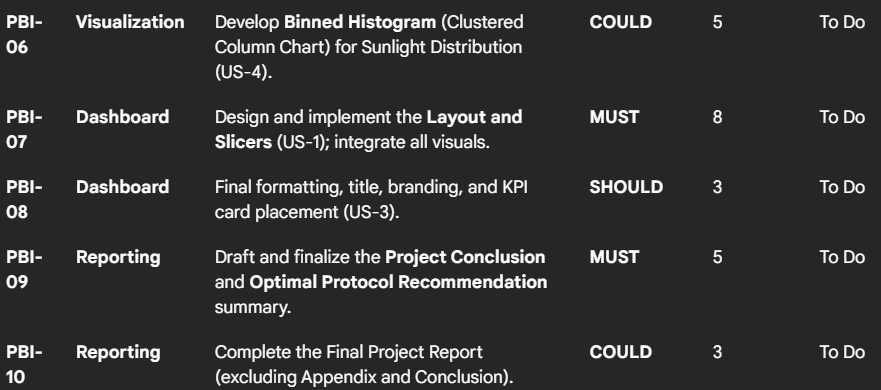 PBI-06 Visualization Develop Binned Histogram (Clustered Column Chart) for Sunlight Distribution (US-4). COULD 5 To Do
PBI-07 Dashboard Design and implement the Layout and Slicers (US-1); integrate all visuals. MUST 8 To Do
PBI-08 Dashboard Final formatting, title, branding, and KPI card placement (US-3). SHOULD 3 To Do
PBI-09 Reporting Draft and finalize the Project Conclusion and Optimal Protocol Recommendation summary. MUST 5 To Do
PBI-10 Reporting Complete the Final Project Report (excluding Appendix and Conclusion). COULD 3 To Do